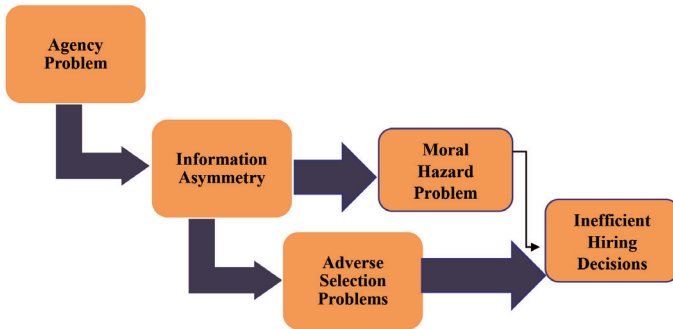 Agency
Problem
Information
Asymmetry
Moral
Hazard
Problem
Adverse
Selection
Problems
Inefficient
Hiring
Decisions